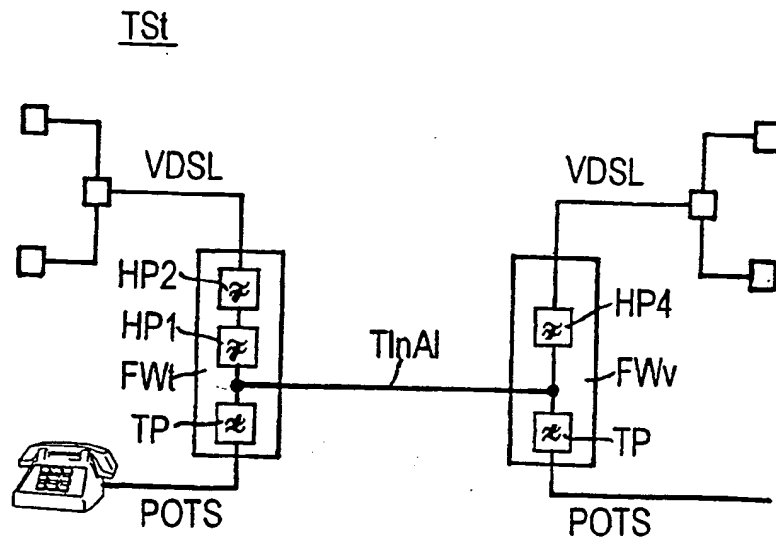 TSt
VDSL
VDSL
HP2
HP1
HP4
TlnAl
FWt
FWv
TP
TP
POTS
POTS